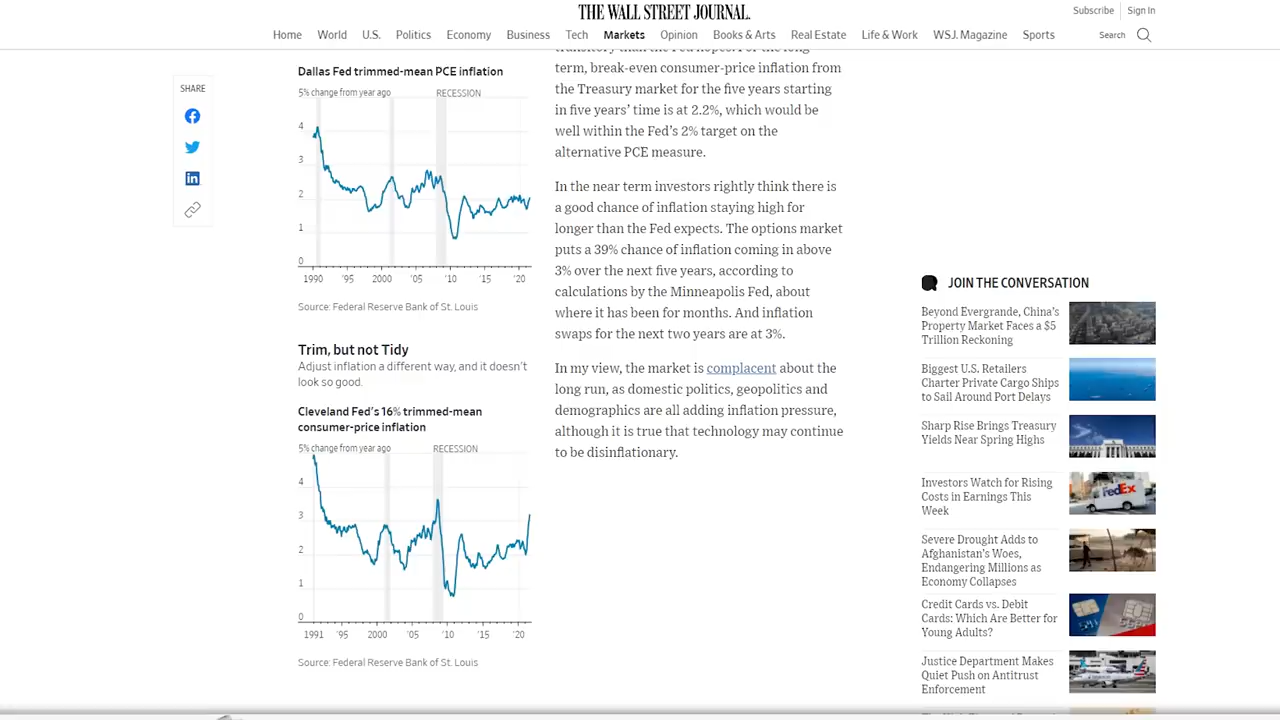 THE WALL STREET JOURNAL.
Subscribe
Sign In
Home
World
U.S.
Politics
Economy
Business
Tech
Markets
Opinion
Books & Arts
Real Estate
Life & Work
WSJ. Magazine
Sports
Search
SHARE
Dallas Fed trimmed-mean PCE inflation
5% change from year ago
RECESSION
4
3
2
1
0
1990
'95
2000
'05
'10
'15
'20
Source: Federal Reserve Bank of St. Louis
Trim, but not Tidy
Adjust inflation a different way, and it doesn't
look so good.
Cleveland Fed's 16% trimmed-mean
consumer-price inflation
5% change from year ago
RECESSION
4
3
2
1
0
1991
'95
2000
'05
'10
'15
'20
Source: Federal Reserve Bank of St. Louis
transitory than the Fed hopes. For the long
term, break-even consumer-price inflation from
the Treasury market for the five years starting
in five years' time is at 2.2%, which would be
well within the Fed's 2% target on the
alternative PCE measure.
In the near term investors rightly think there is
a good chance of inflation staying high for
longer than the Fed expects. The options market
puts a 39% chance of inflation coming in above
3% over the next five years, according to
calculations by the Minneapolis Fed, about
where it has been for months. And inflation
swaps for the next two years are at 3%.
In my view, the market is complacent about the
long run, as domestic politics, geopolitics and
demographics are all adding inflation pressure,
although it is true that technology may continue
to be disinflationary.
JOIN THE CONVERSATION
Beyond Evergrande, China's
Property Market Faces a $5
Trillion Reckoning
Biggest U.S. Retailers
Charter Private Cargo Ships
to Sail Around Port Delays
Sharp Rise Brings Treasury
Yields Near Spring Highs
Investors Watch for Rising
Costs in Earnings This
Week
FedEx
Severe Drought Adds to
Afghanistan's Woes,
Endangering Millions as
Economy Collapses
Credit Cards vs. Debit
Cards: Which Are Better for
Young Adults?
Justice Department Makes
Quiet Push on Antitrust
Enforcement